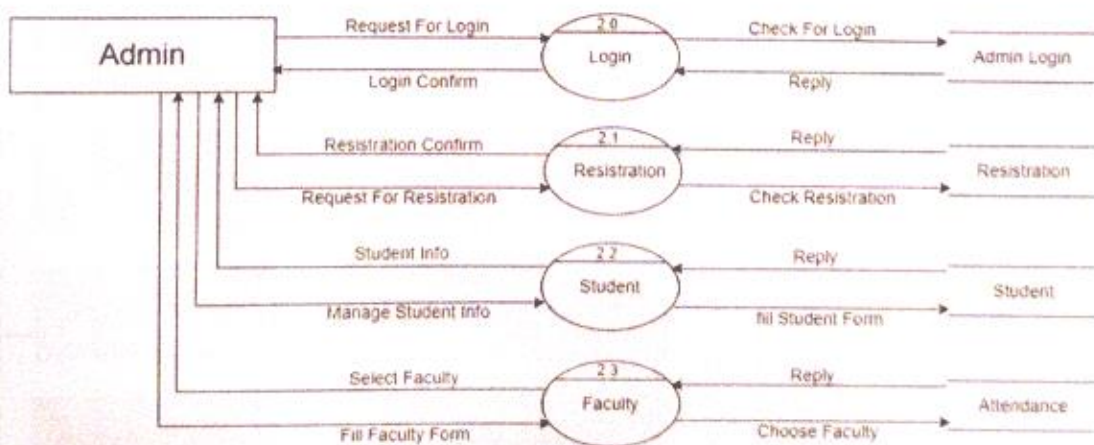 Admin
Request For Login
Login Confirm
2.0
Login
Check For Login
Reply
Admin Login
Resistration Confirm
Request For Resistration
2.1
Resistration
Reply
Check Resistration
Resistration
Student Info
Manage Student Info
2.2
Student
Reply
fill Student Form
Student
Select Faculty
Fill Faculty Form
2.3
Faculty
Reply
Choose Faculty
Attendance